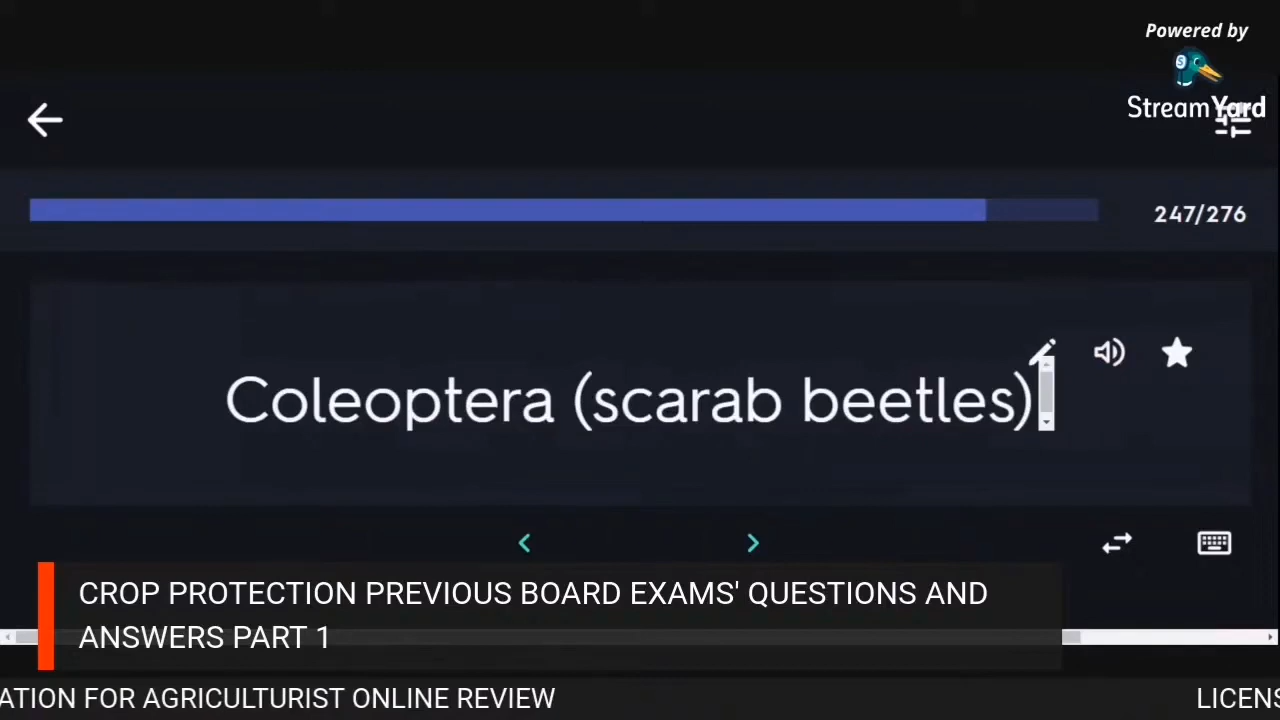 Powered by
StreamYard
247/276
Coleoptera (scarab beetles)
CROP PROTECTION PREVIOUS BOARD EXAMS' QUESTIONS AND
ANSWERS PART 1
ATION FOR AGRICULTURIST ONLINE REVIEW LICENS